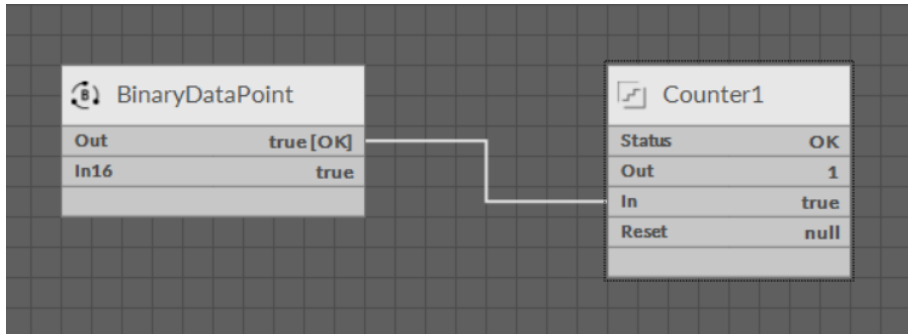 B BinaryDataPoint
Out true [OK]
In16 true
Counter1
Status OK
Out 1
In true
Reset null